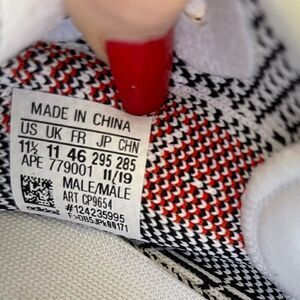 MADE IN CHINA
US UK FR JP CHN
11½ 11 46 295 285
APE 779001 11/19
MALE/MALE
ART CP9654
#124235995
adidas